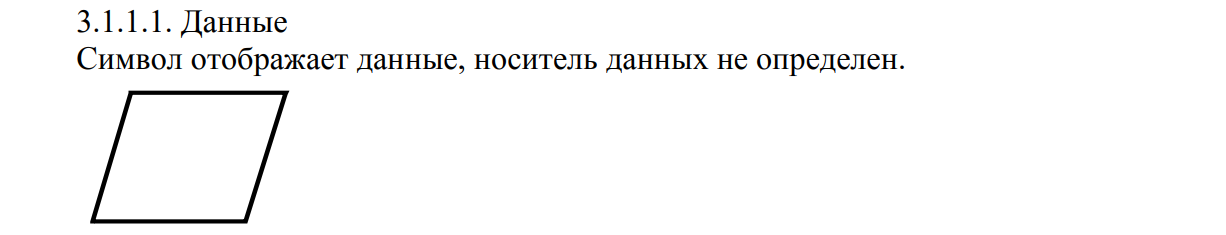 3.1.1.1. Данные
Символ отображает данные, носитель данных не определен.